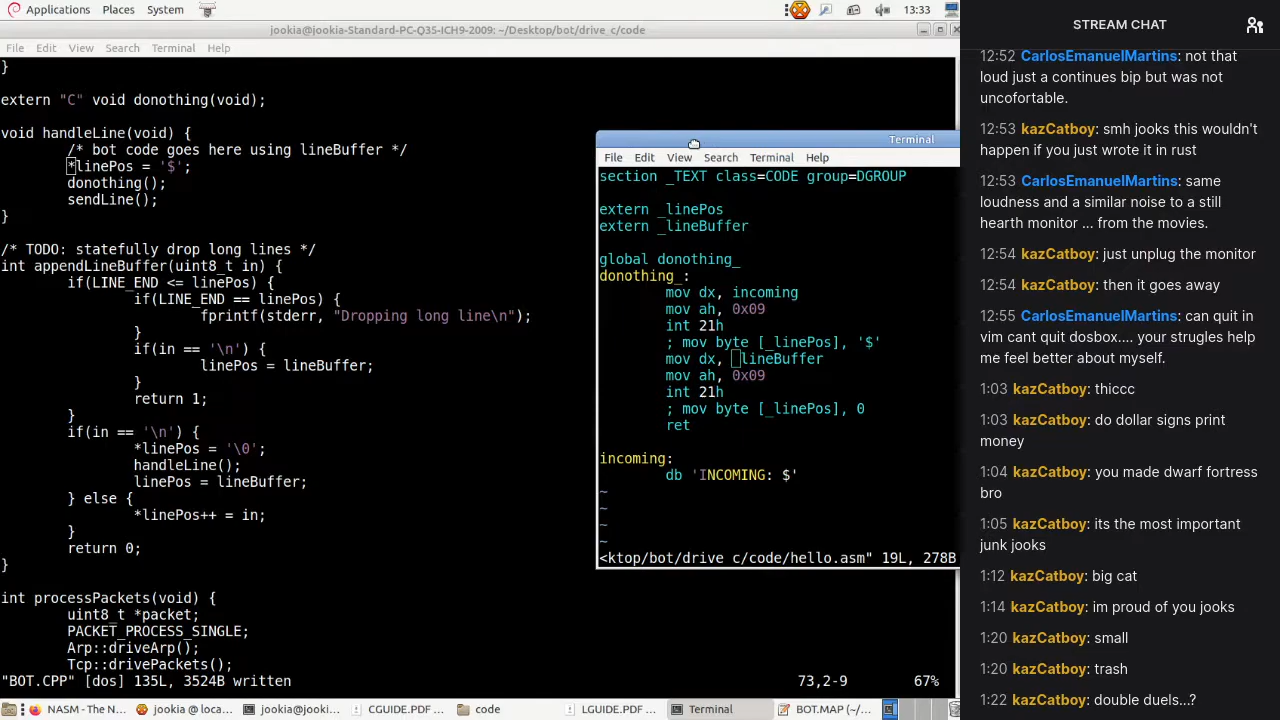 Applications Places System
13:33
jookia@jookia-Standard-PC-Q35-ICH9-2009: ~/Desktop/bot/drive_c/code
File Edit View Search Terminal Help
}
extern "C" void donothing(void);
void handleLine(void) {
/* bot code goes here using lineBuffer */
*linePos = '$';
donothing();
sendLine();
}
/* TODO: statefully drop long lines */
int appendLineBuffer(uint8_t in) {
if(LINE_END <= linePos) {
if(LINE_END == linePos) {
fprintf(stderr, "Dropping long line\n");
}
if(in == '\n') {
linePos = lineBuffer;
}
return 1;
}
if(in == '\n') {
*linePos = '\0';
handleLine();
linePos = lineBuffer;
} else {
*linePos++ = in;
}
return 0;
}
int processPackets(void) {
uint8_t *packet;
PACKET_PROCESS_SINGLE;
Arp::driveArp();
Tcp::drivePackets();
"BOT.CPP" [dos] 135L, 3524B written
73,2-9
67%
Terminal
File Edit View Search Terminal Help
section _TEXT class=CODE group=DGROUP
extern _linePos
extern _lineBuffer
global donothing_
donothing_:
mov dx, incoming
mov ah, 0x09
int 21h
; mov byte [_linePos], '$'
mov dx, _lineBuffer
mov ah, 0x09
int 21h
; mov byte [_linePos], 0
ret
incoming:
db 'INCOMING: $'
~
~
~
~
<ktop/bot/drive_c/code/hello.asm" 19L, 278B
NASM - The N...
jookia @ loca...
jookia@jooki...
LGUIDE.PDF ...
code
LGUIDE.PDF ...
Terminal
BOT.MAP (~/...
STREAM CHAT
12:52 CarlosEmanuelMartins: not that
loud just a continues bip but was not
uncofortable.
12:53 kazCatboy: smh jooks this wouldn't
happen if you just wrote it in rust
12:53 CarlosEmanuelMartins: same
loudness and a similar noise to a still
hearth monitor ... from the movies.
12:54 kazCatboy: just unplug the monitor
12:54 kazCatboy: then it goes away
12:55 CarlosEmanuelMartins: can quit in
vim cant quit dosbox.... your strugles help
me feel better about myself.
1:03 kazCatboy: thiccc
1:03 kazCatboy: do dollar signs print
money
1:04 kazCatboy: you made dwarf fortress
bro
1:05 kazCatboy: its the most important
junk jooks
1:12 kazCatboy: big cat
1:14 kazCatboy: im proud of you jooks
1:20 kazCatboy: small
1:20 kazCatboy: trash
1:22 kazCatboy: double duels...?